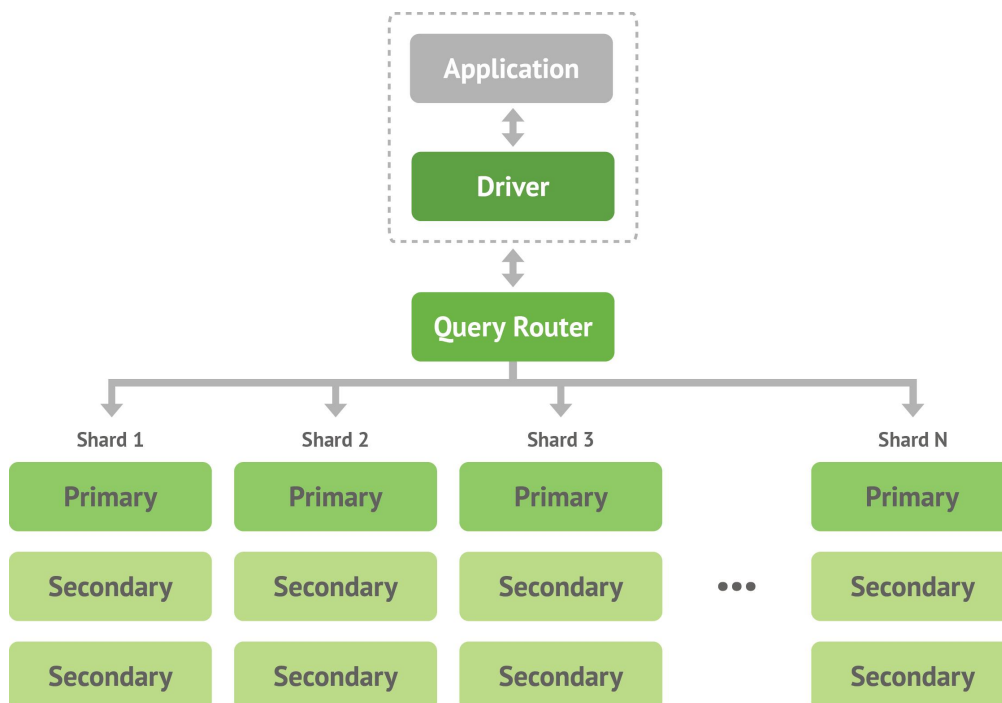 Application
Driver
Query Router
Shard 1 Shard 2 Shard 3 Shard N
Primary Primary Primary Primary
Secondary Secondary Secondary ••• Secondary
Secondary Secondary Secondary Secondary